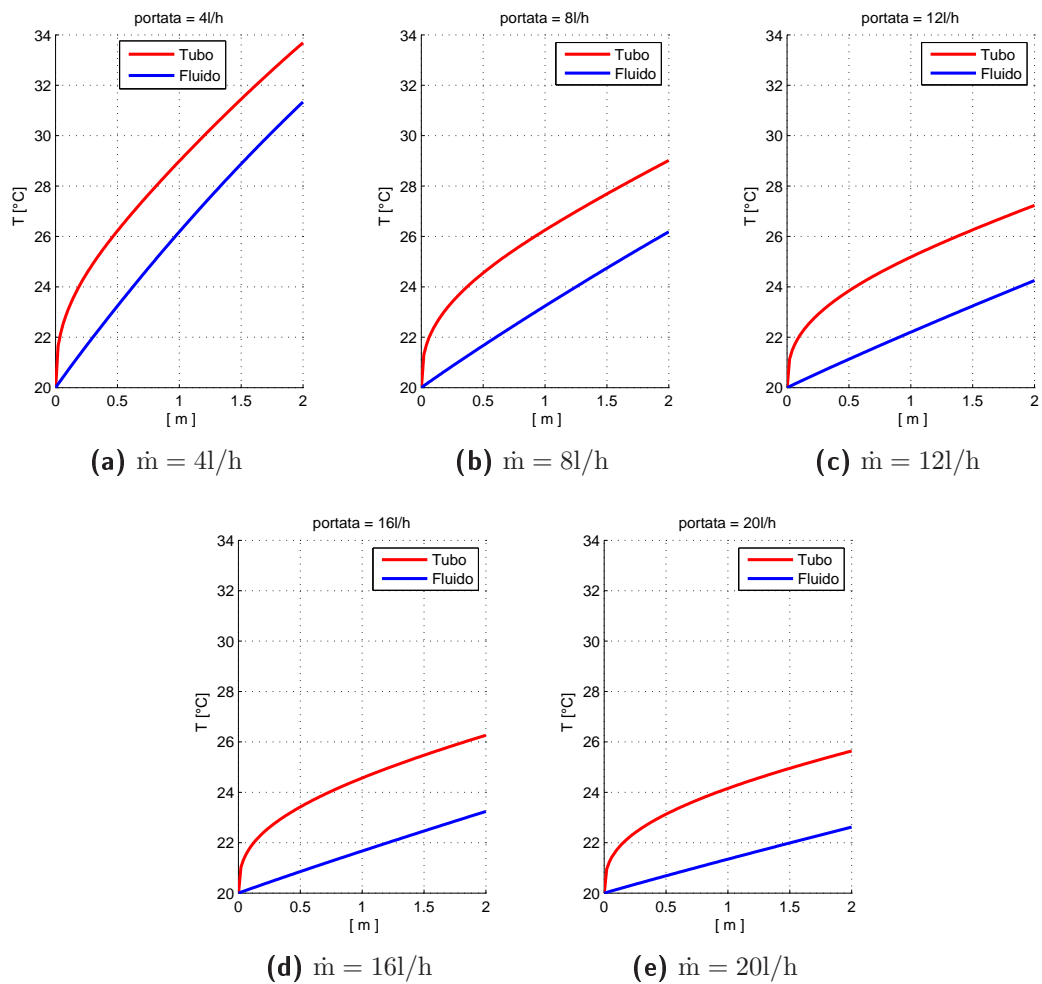 portata = 4l/h
34
32
30
28
26
24
22
20
T [°C]
Tubo
Fluido
0 0.5 1 1.5 2
[ m ]
(a) ṁ = 4l/h
portata = 8l/h
34
32
30
28
26
24
22
20
T [°C]
Tubo
Fluido
0 0.5 1 1.5 2
[ m ]
(b) ṁ = 8l/h
portata = 12l/h
34
32
30
28
26
24
22
20
T [°C]
Tubo
Fluido
0 0.5 1 1.5 2
[ m ]
(c) ṁ = 12l/h
portata = 16l/h
34
32
30
28
26
24
22
20
T [°C]
Tubo
Fluido
0 0.5 1 1.5 2
[ m ]
(d) ṁ = 16l/h
portata = 20l/h
34
32
30
28
26
24
22
20
T [°C]
Tubo
Fluido
0 0.5 1 1.5 2
[ m ]
(e) ṁ = 20l/h